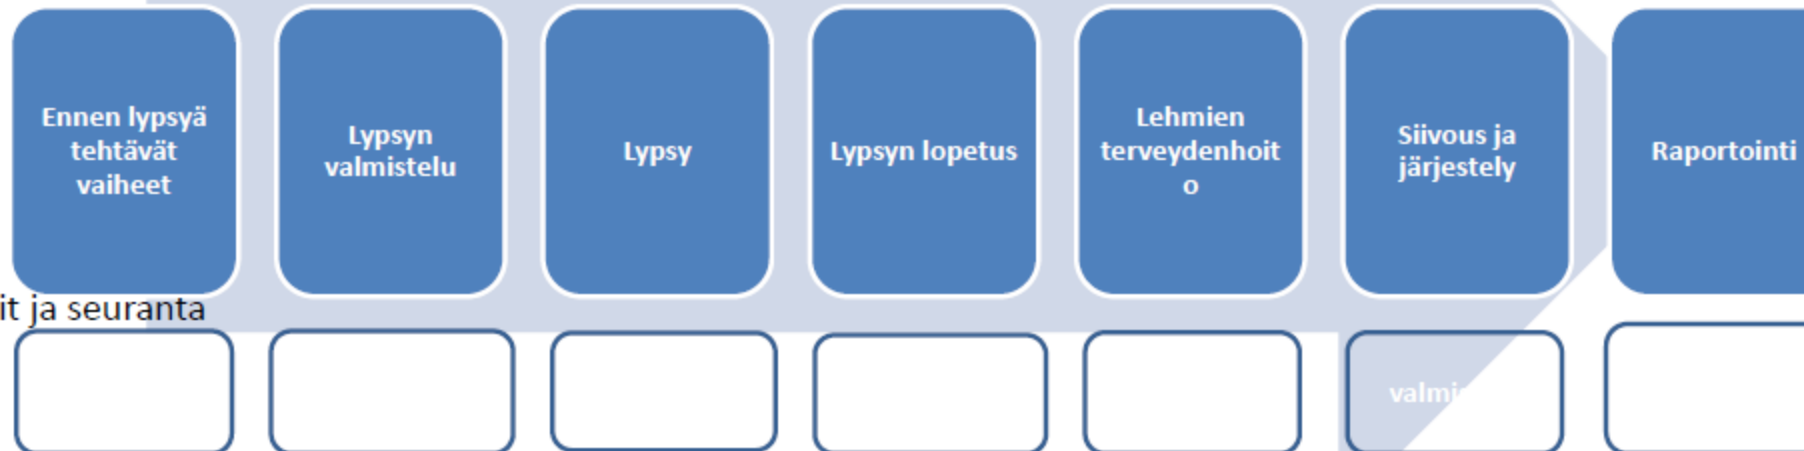 Ennen lypsyä
tehtävät
vaiheet
Lypsyn
valmistelu
Lypsy
Lypsyn lopetus
Lehmien
terveydenhoit
o
Siivous ja
järjestely
Raportointi
it ja seuranta